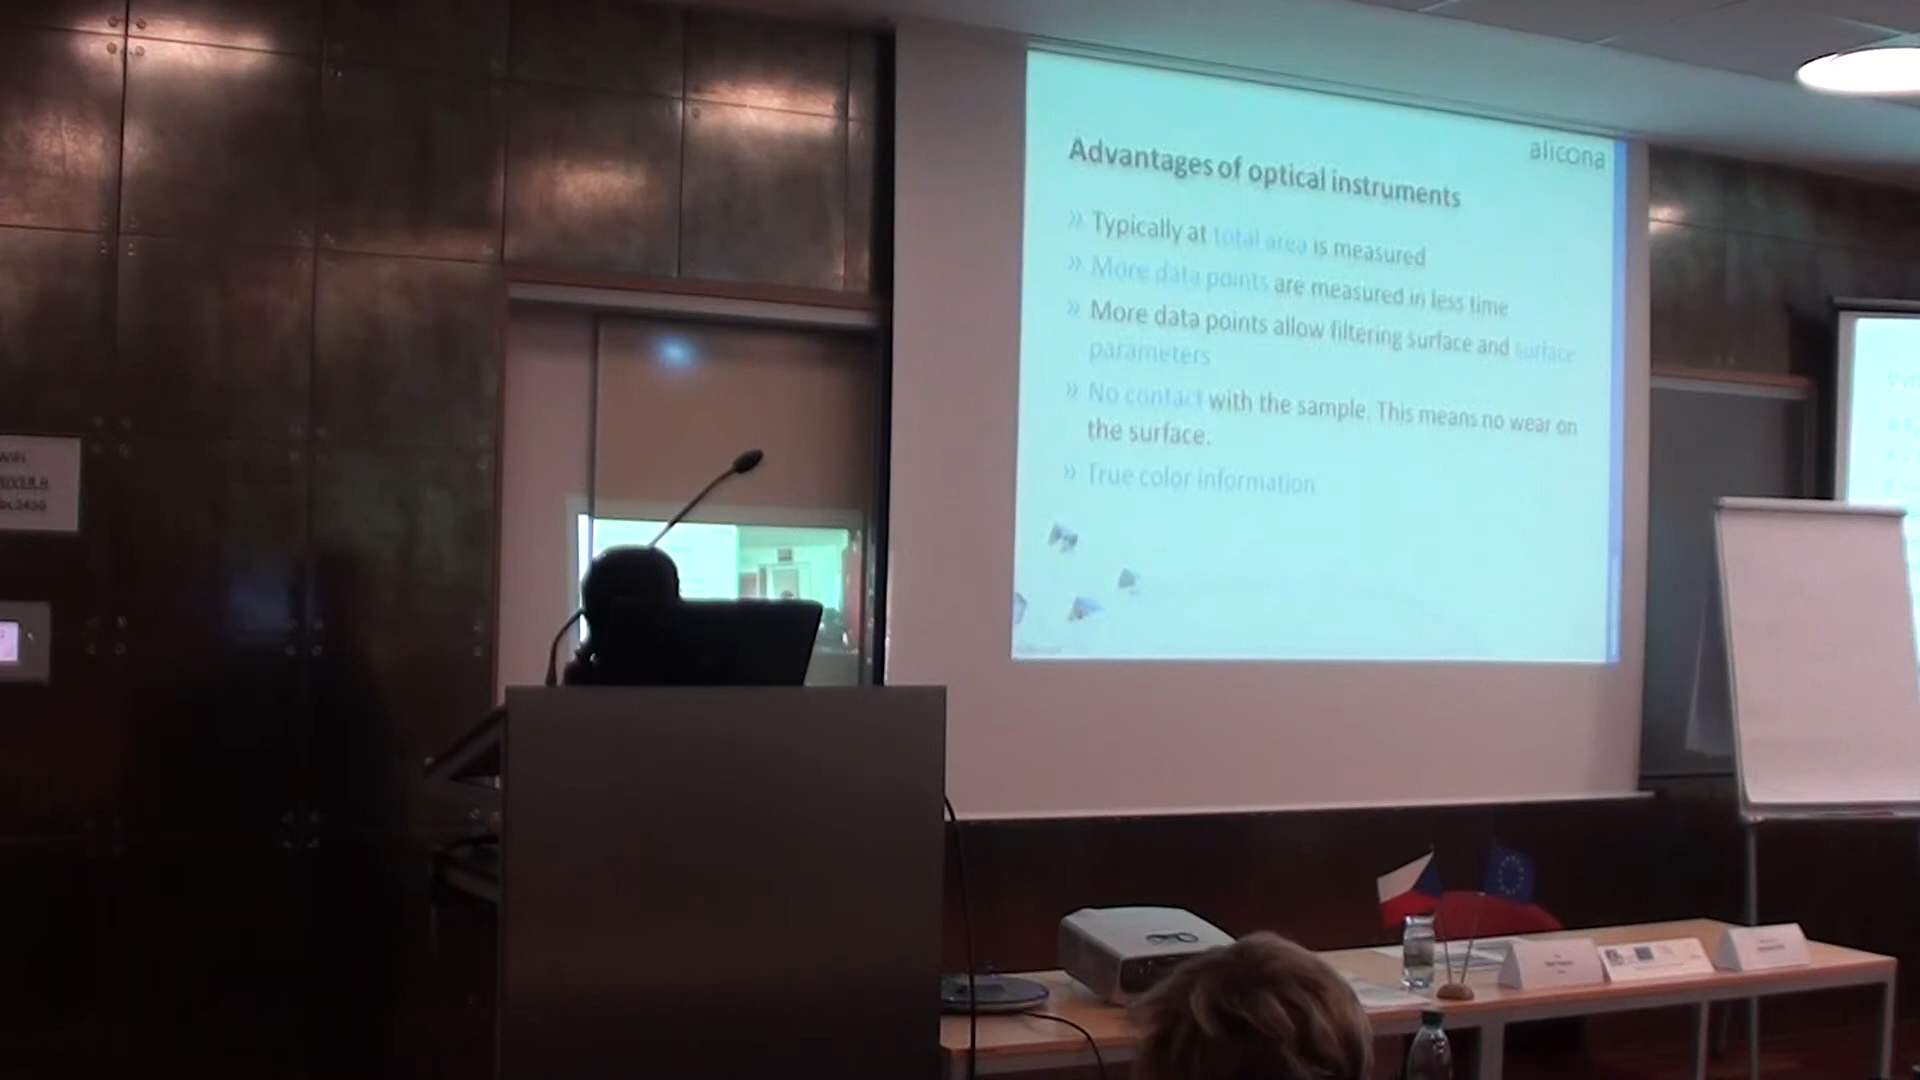 alicona
Advantages of optical instruments
» Typically at total area is measured
» More data points are measured in less time
» More data points allow filtering surface and surface
parameters
» No contact with the sample. This means no wear on
the surface.
» True color information
WiFi